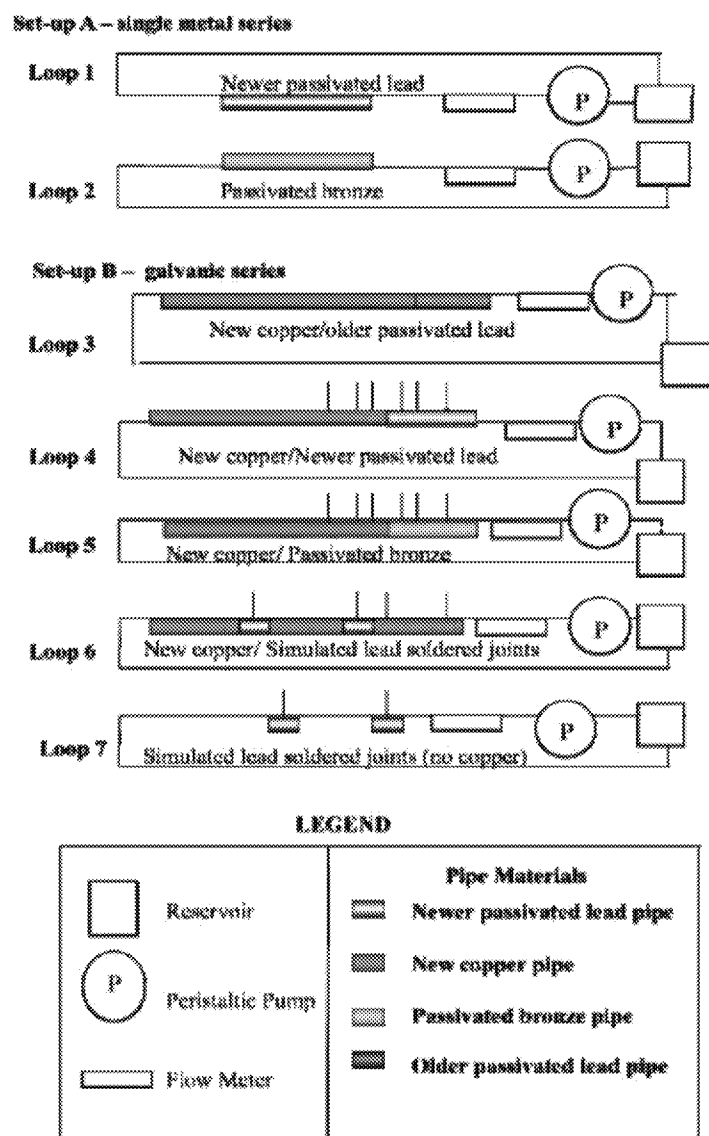 Set-up A – single metal series
Loop 1
Newer passivated lead
P
Loop 2
Passivated bronze
P
Set-up B – galvanic series
Loop 3
New copper/older passivated lead
P
Loop 4
New copper/Newer passivated lead
P
Loop 5
New copper/ Passivated bronze
P
Loop 6
New copper/ Simulated lead soldered joints
P
Loop 7
Simulated lead soldered joints (no copper)
P
LEGEND
Reservoir
P
Peristaltic Pump
Flow Meter
Pipe Materials
Newer passivated lead pipe
New copper pipe
Passivated bronze pipe
Older passivated lead pipe